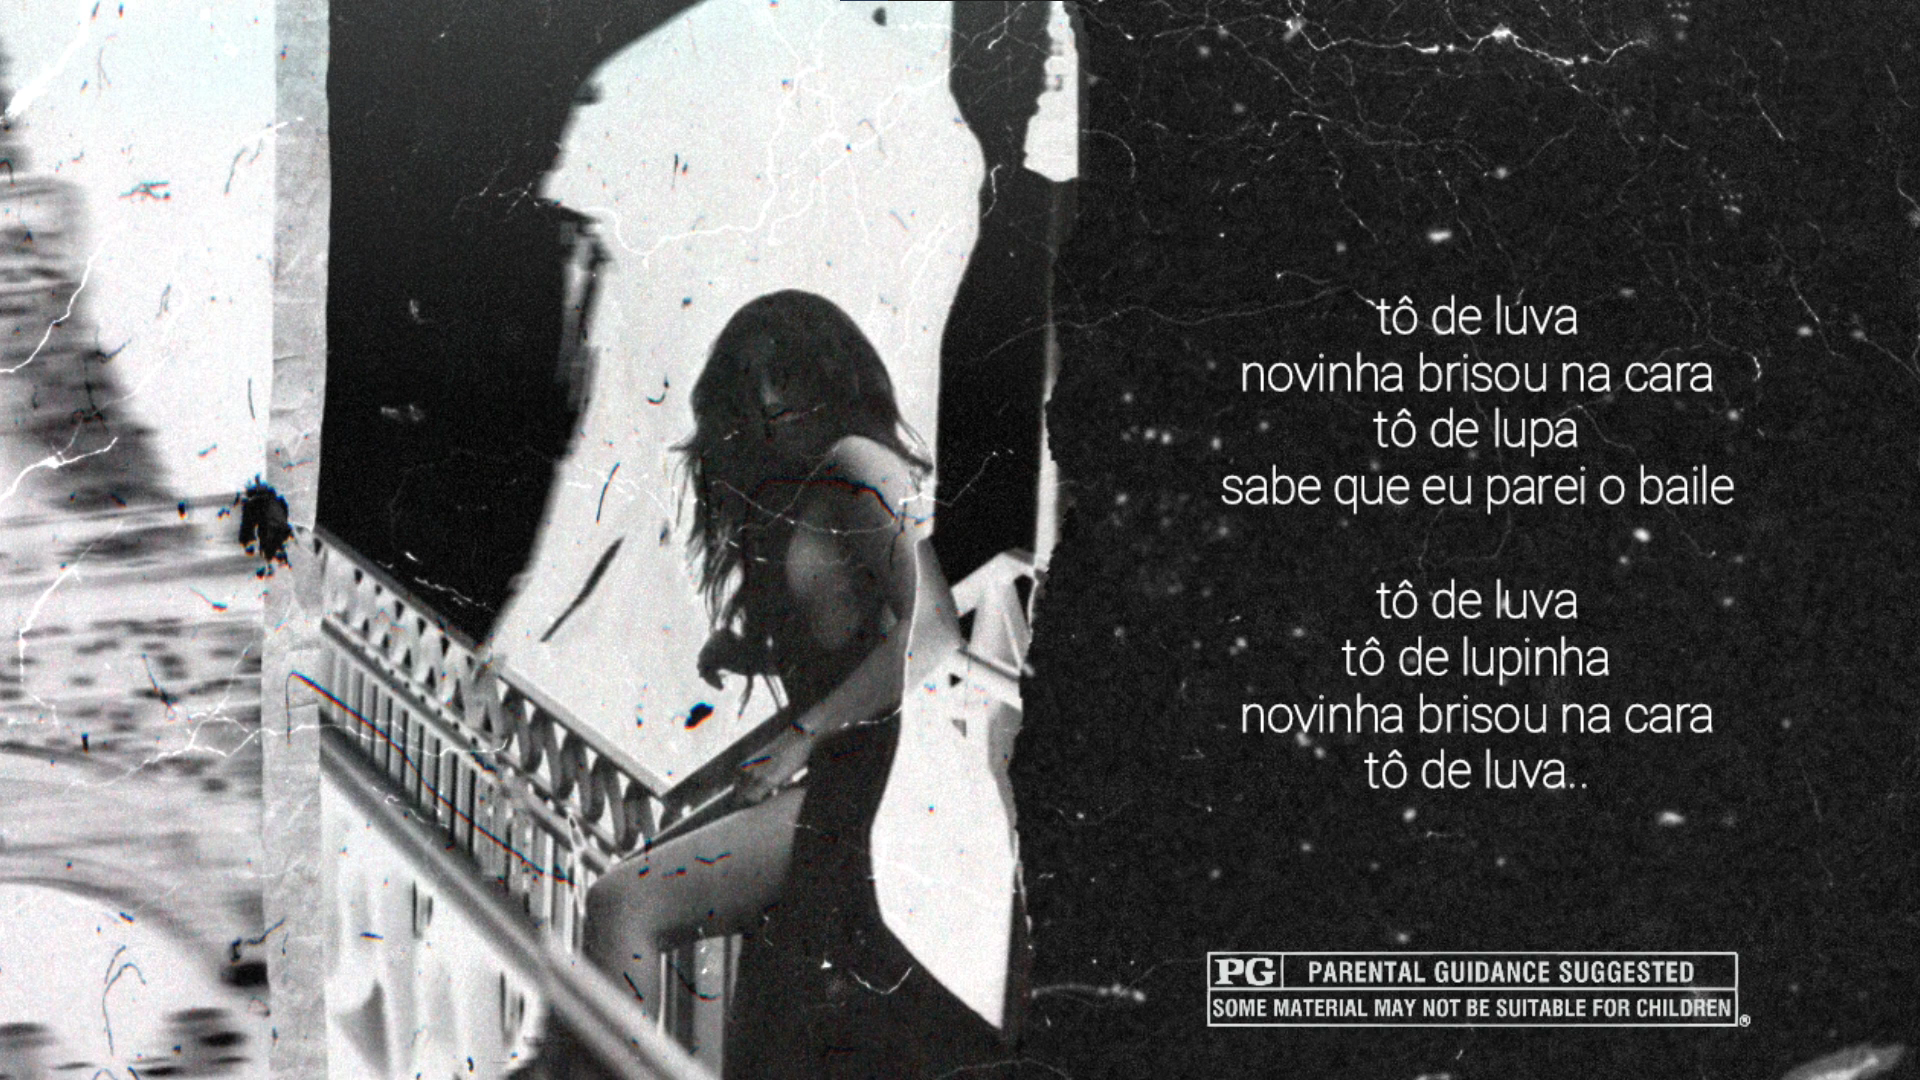 tô de luva
novinha brisou na cara
tô de lupa
sabe que eu parei o baile
tô de luva
tô de lupinha
novinha brisou na cara
tô de luva..
PG PARENTAL GUIDANCE SUGGESTED
SOME MATERIAL MAY NOT BE SUITABLE FOR CHILDREN ®